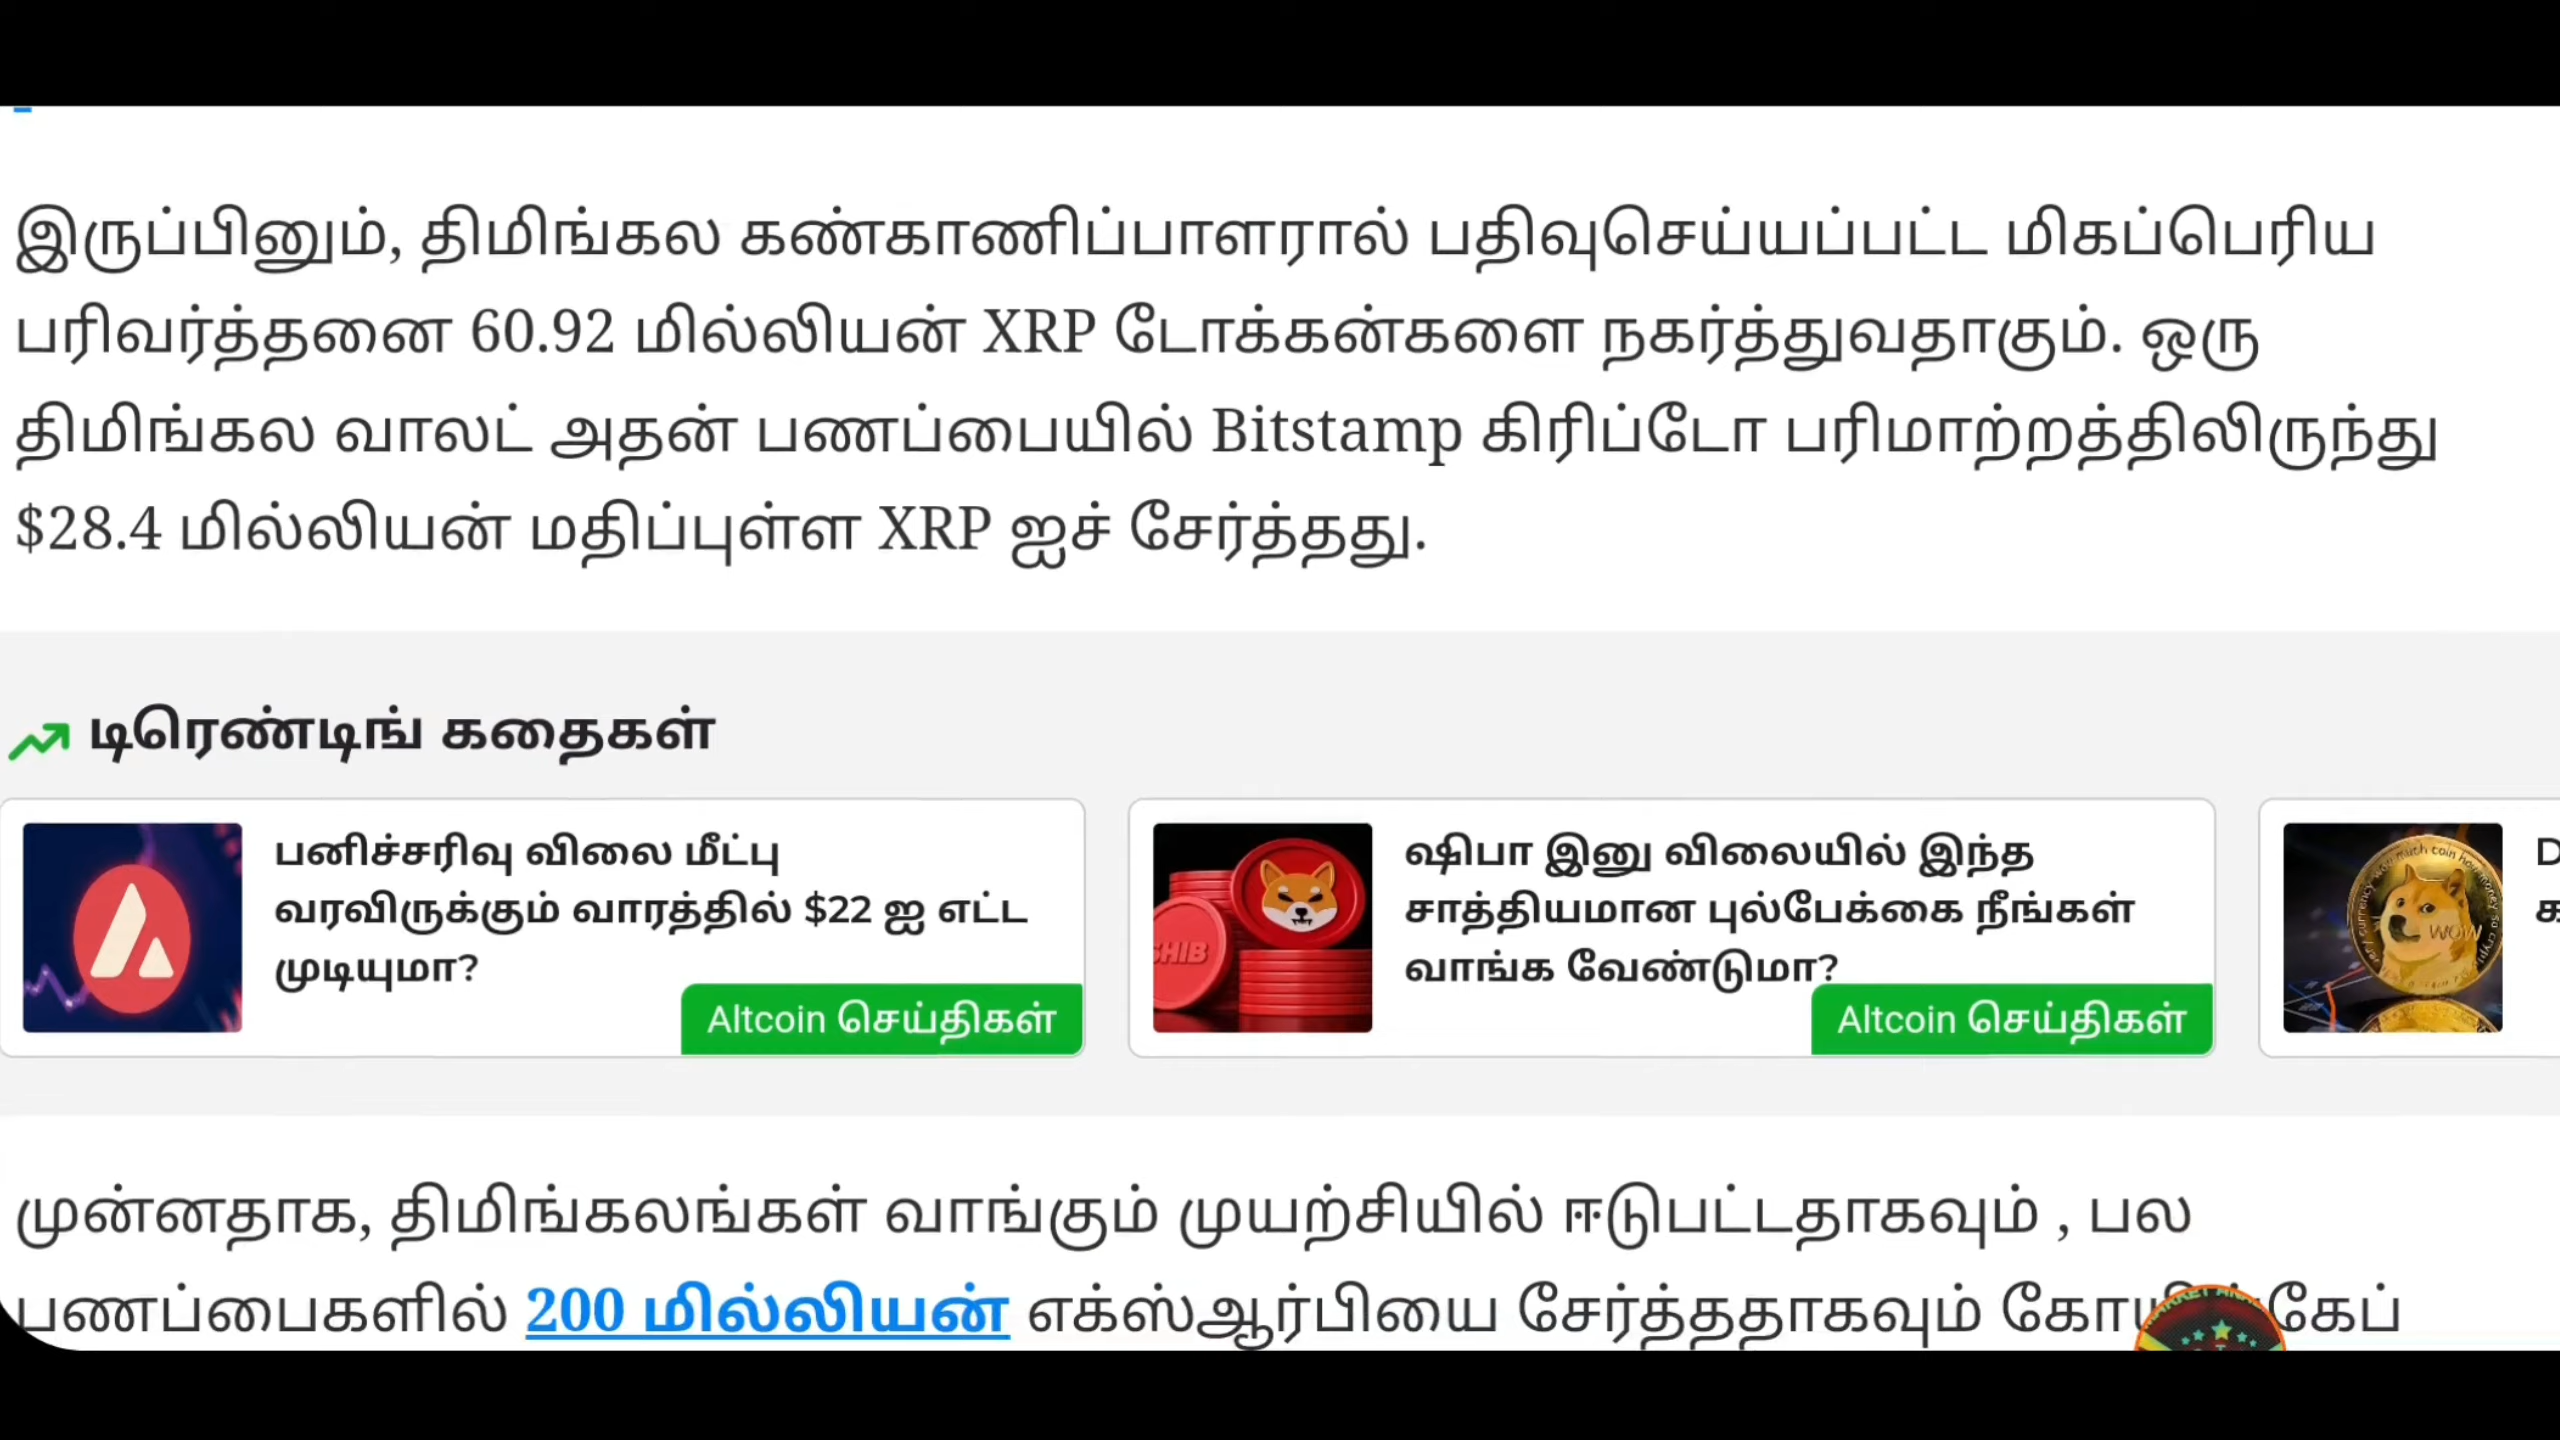 இருப்பினும், திமிங்கல கண்காணிப்பாளரால் பதிவுசெய்யப்பட்ட மிகப்பெரிய
பரிவர்த்தனை 60.92 மில்லியன் XRP டோக்கன்களை நகர்த்துவதாகும். ஒரு
திமிங்கல வாலட் அதன் பணப்பையில் Bitstamp கிரிப்டோ பரிமாற்றத்திலிருந்து
$28.4 மில்லியன் மதிப்புள்ள XRP ஐச் சேர்த்தது.
டிரெண்டிங் கதைகள்
பனிச்சரிவு விலை மீட்பு
வரவிருக்கும் வாரத்தில் $22 ஐ எட்ட
முடியுமா?
Altcoin செய்திகள்
SHIB
ஷிபா இனு விலையில் இந்த
சாத்தியமான புல்பேக்கை நீங்கள்
வாங்க வேண்டுமா?
Altcoin செய்திகள்
WOW
முன்னதாக, திமிங்கலங்கள் வாங்கும் முயற்சியில் ஈடுபட்டதாகவும் , பல
பணப்பைகளில் 200 மில்லியன் எக்ஸ்ஆர்பியை சேர்த்ததாகவும்